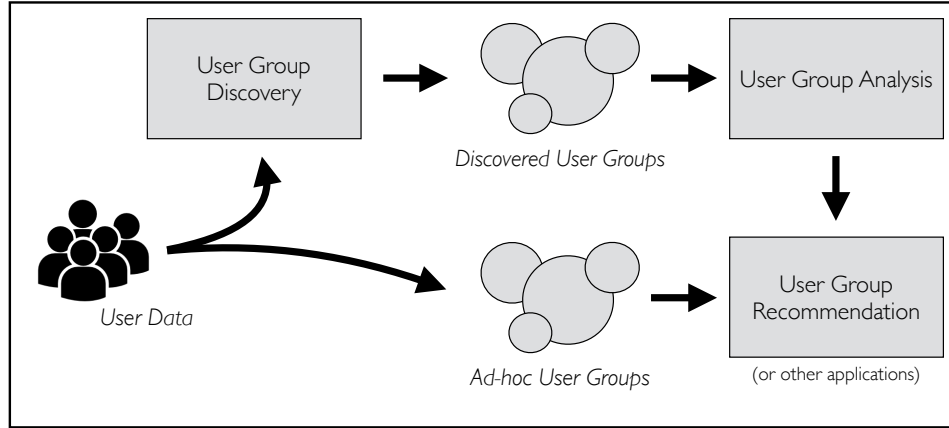 User Group
Discovery
Discovered User Groups
User Group Analysis
User Data
Ad-hoc User Groups
User Group
Recommendation
(or other applications)